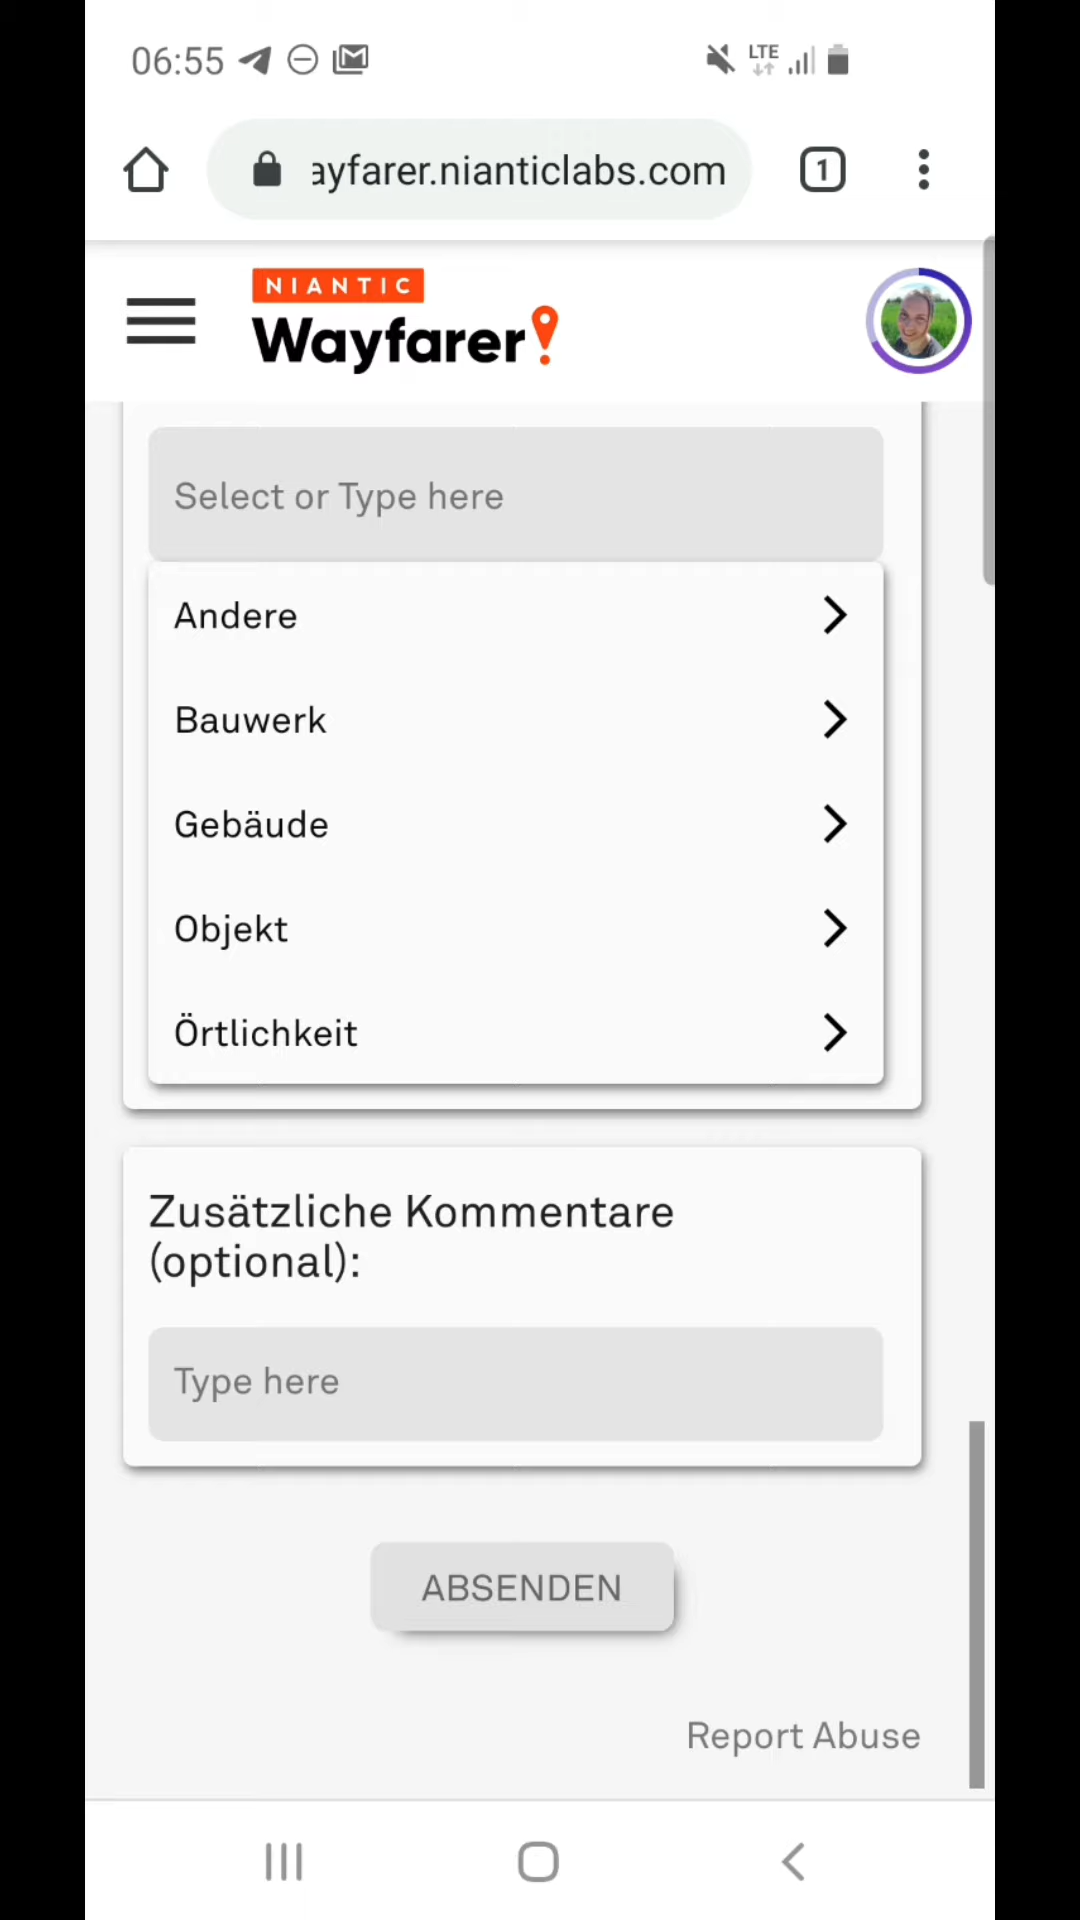 06:55
LTE
ayfarer.nianticlabs.com
1
NIANTIC
Wayfarer
Select or Type here
Andere
Bauwerk
Gebäude
Objekt
Örtlichkeit
Zusätzliche Kommentare
(optional):
Type here
ABSENDEN
Report Abuse